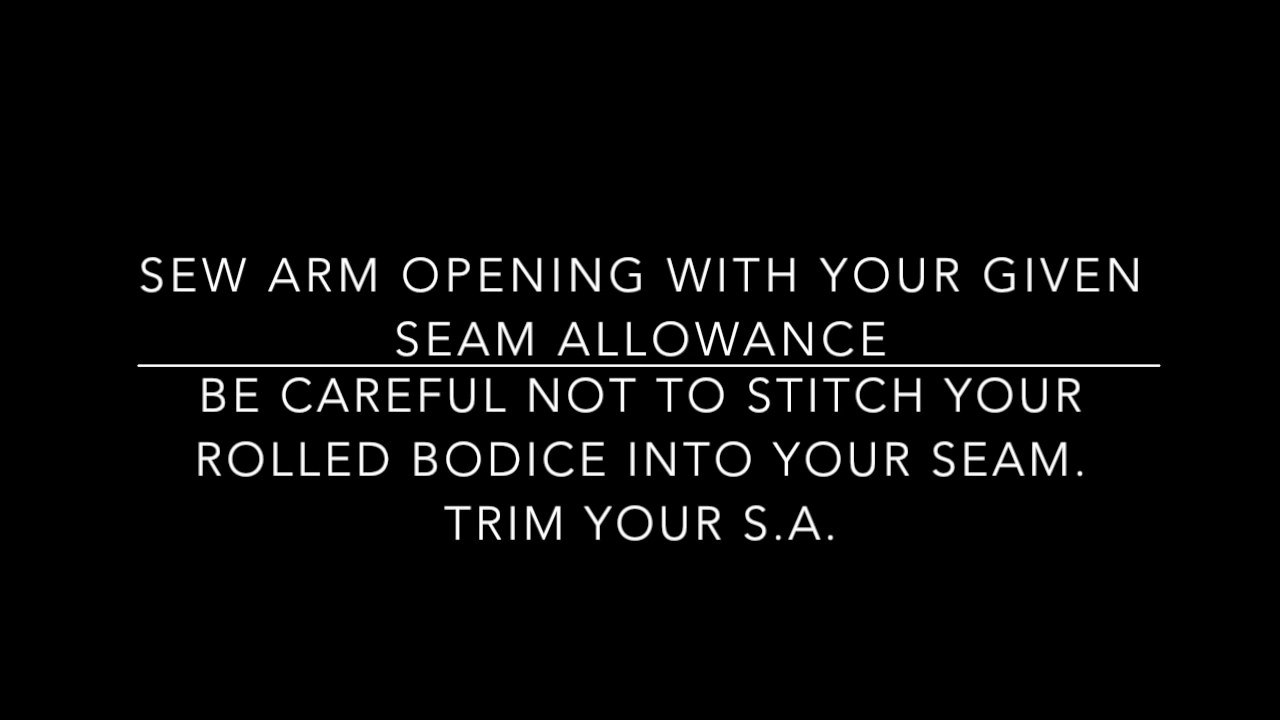 SEW ARM OPENING WITH YOUR GIVEN
SEAM ALLOWANCE
BE CAREFUL NOT TO STITCH YOUR
ROLLED BODICE INTO YOUR SEAM.
TRIM YOUR S.A.